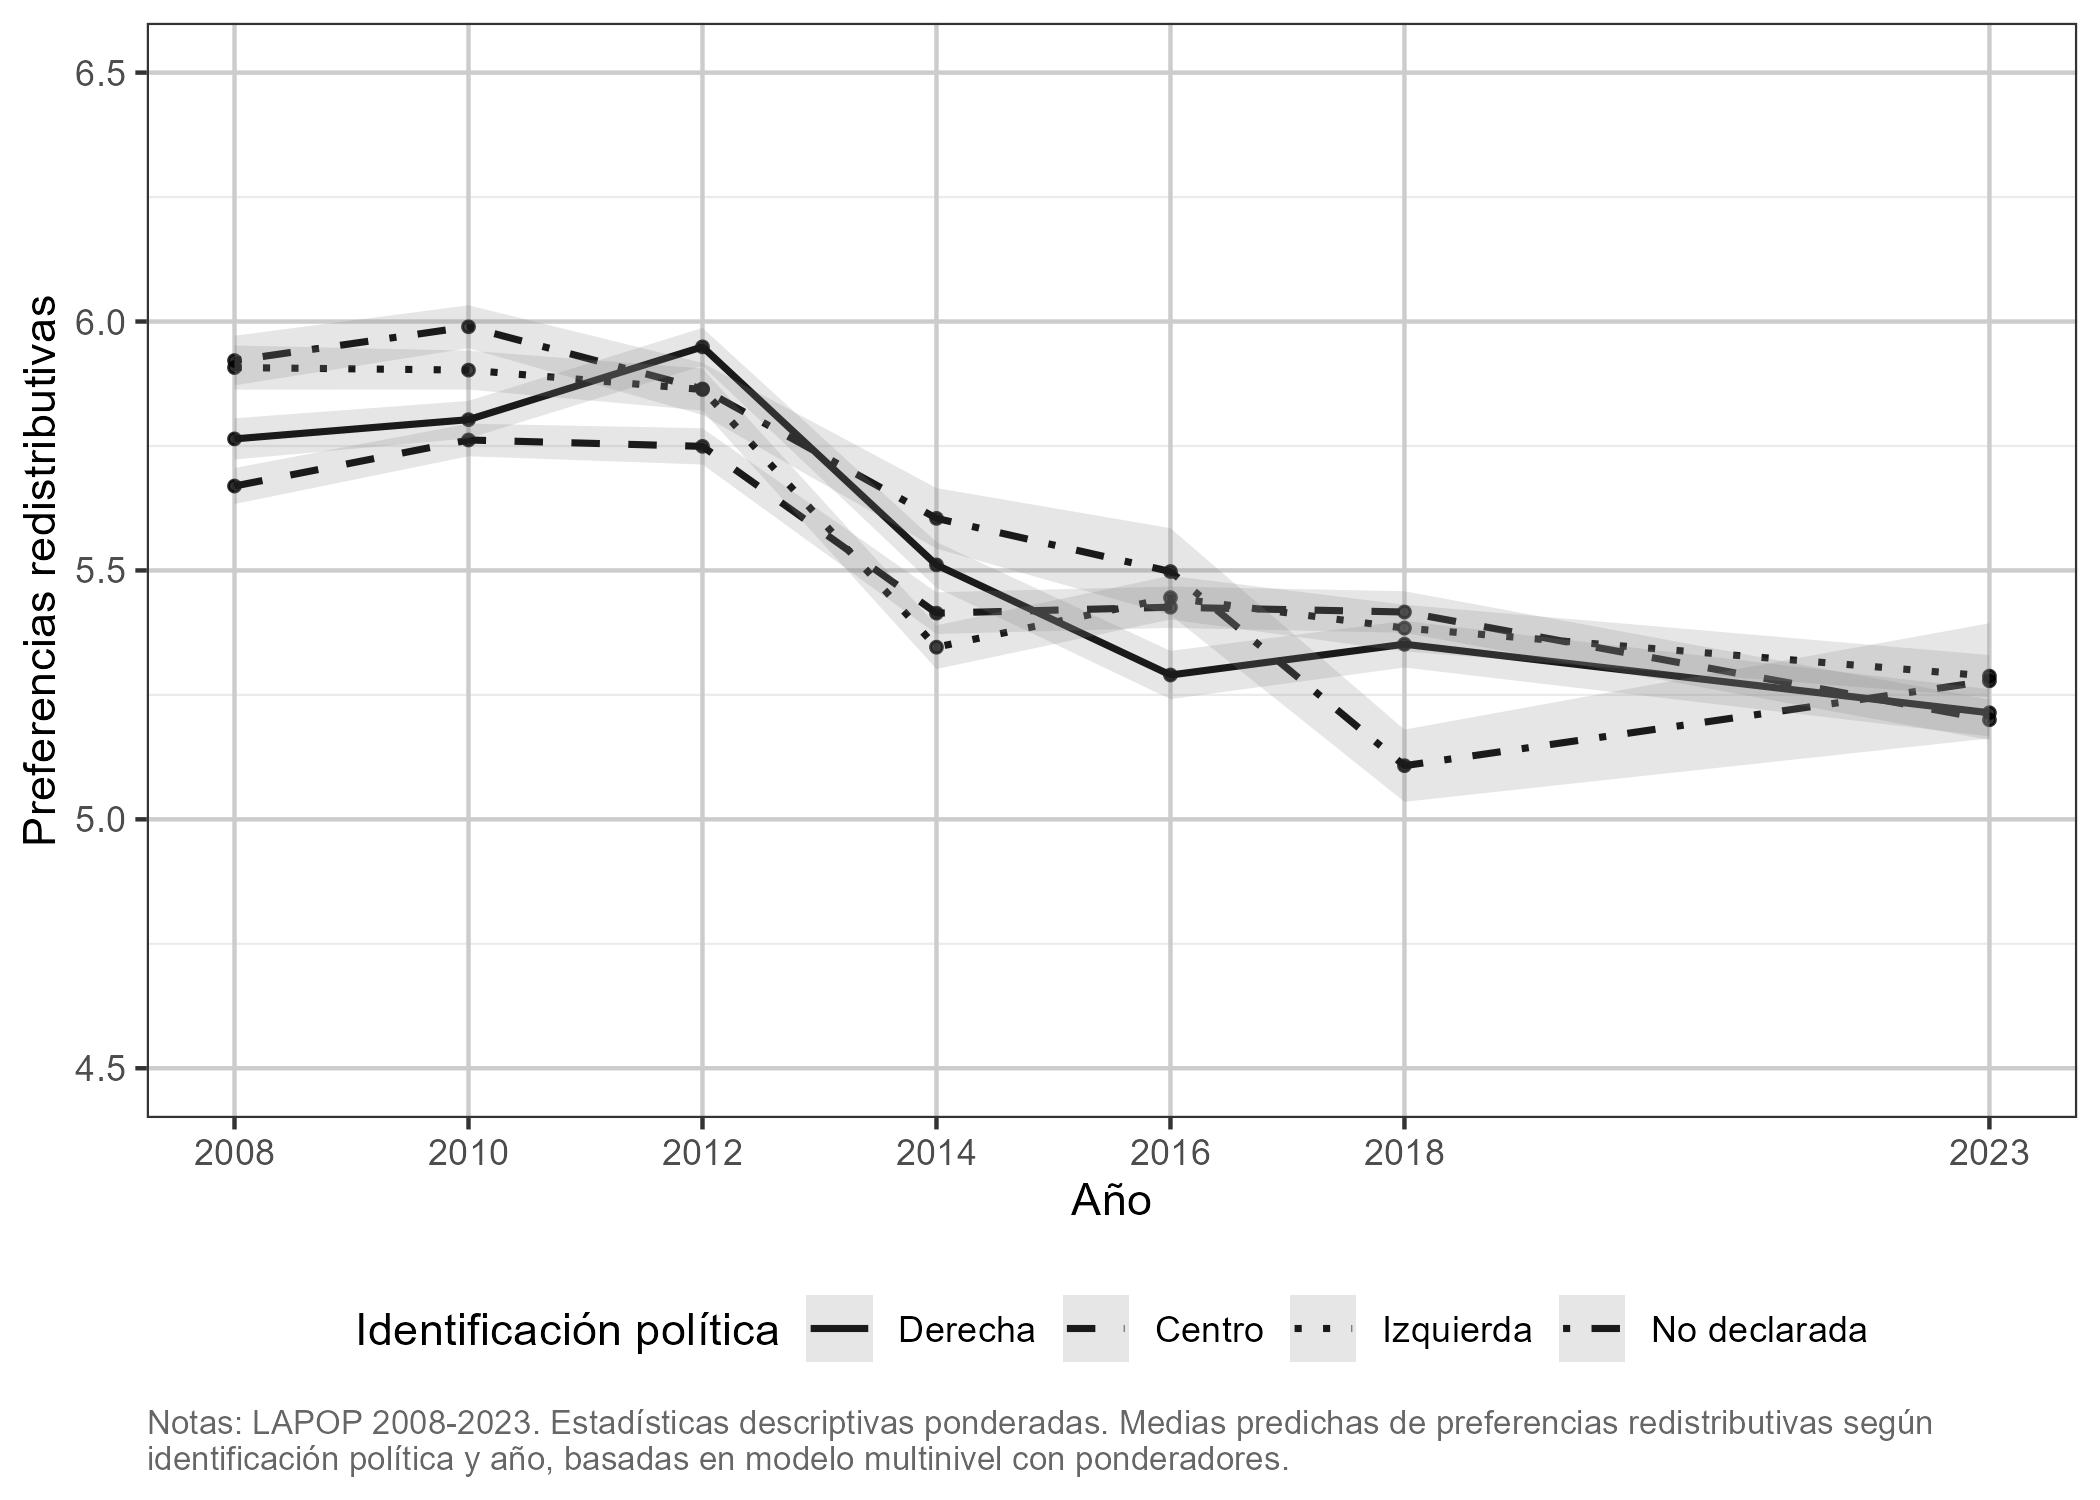 Preferencias redistributivas
6.5
6.0
5.5
5.0
4.5
2008 2010 2012 2014 2016 2018 2023
Año
Identificación política Derecha Centro Izquierda No declarada
Notas: LAPOP 2008-2023. Estadísticas descriptivas ponderadas. Medias predichas de preferencias redistributivas según
identificación política y año, basadas en modelo multinivel con ponderadores.